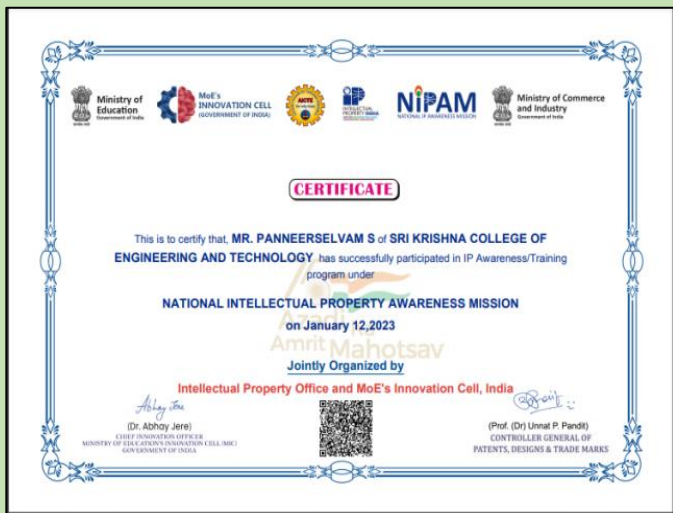 Ministry of
Education
Government of India
MoE's
INNOVATION CELL
(GOVERNMENT OF INDIA)
AICTE
iP
INTELLECTUAL
PROPERTY INDIA
NiPAM
NATIONAL IP AWARENESS MISSION
Ministry of Commerce
and Industry
Government of India
CERTIFICATE
This is to certify that, MR. PANNEERSELVAM S of SRI KRISHNA COLLEGE OF
ENGINEERING AND TECHNOLOGY has successfully participated in IP Awareness/Training
program under
NATIONAL INTELLECTUAL PROPERTY AWARENESS MISSION
on January 12,2023
Azadi Ka
Amrit Mahotsav
Jointly Organized by
Intellectual Property Office and MoE's Innovation Cell, India
Abhay Jere
(Dr. Abhay Jere)
CHIEF INNOVATION OFFICER
MINISTRY OF EDUCATION'S INNOVATION CELL (MIC)
GOVERNMENT OF INDIA
(Prof. (Dr) Unnat P. Pandit)
CONTROLLER GENERAL OF
PATENTS, DESIGNS & TRADE MARKS